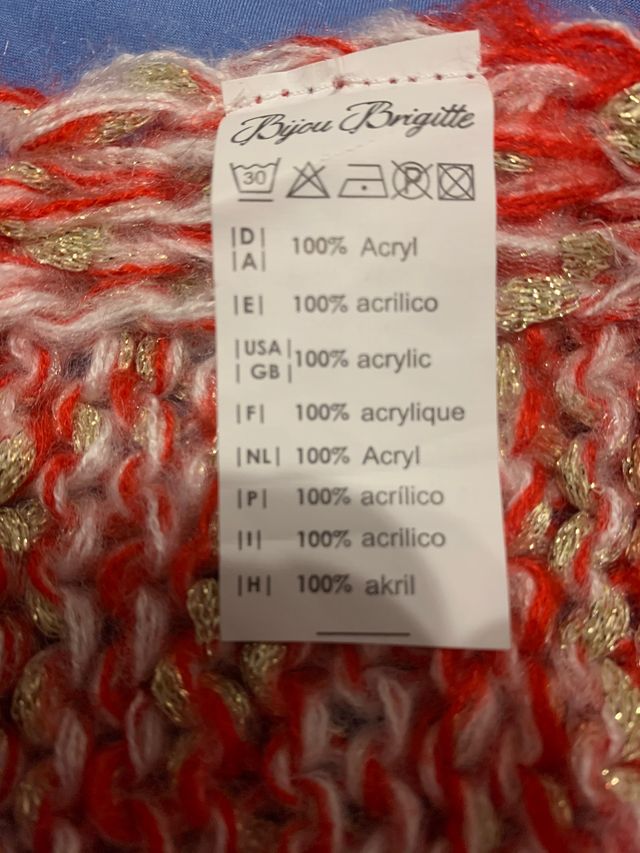 Bijou Brigitte
30 P
|D| |A| 100% Acryl
|E| 100% acrilico
|USA| |GB| 100% acrylic
|F| 100% acrylique
|NL| 100% Acryl
|P| 100% acrílico
|I| 100% acrilico
|H| 100% akril